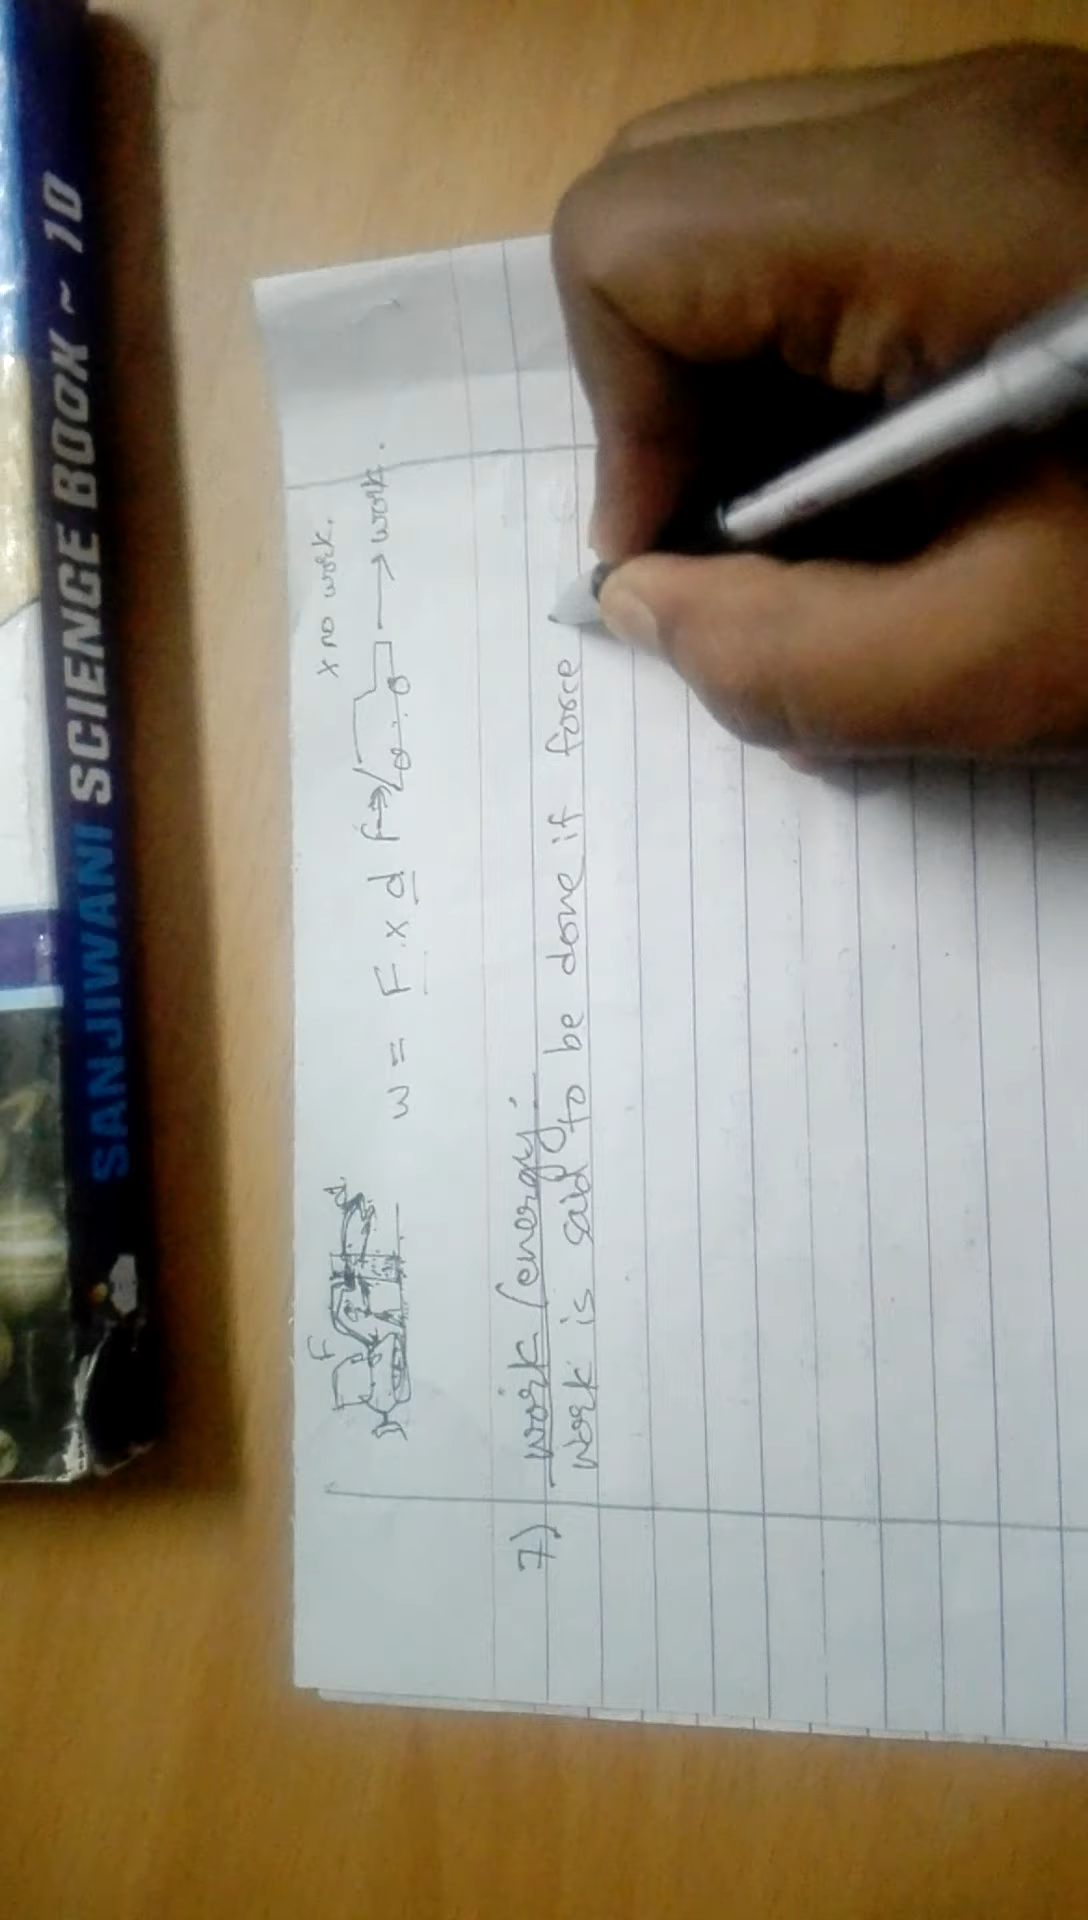 SANJIWANI SCIENCE BOOK ~ 10
x no work.
F
d.
w = F x d F → → work.
7) work/energy:
work is said to be done if force